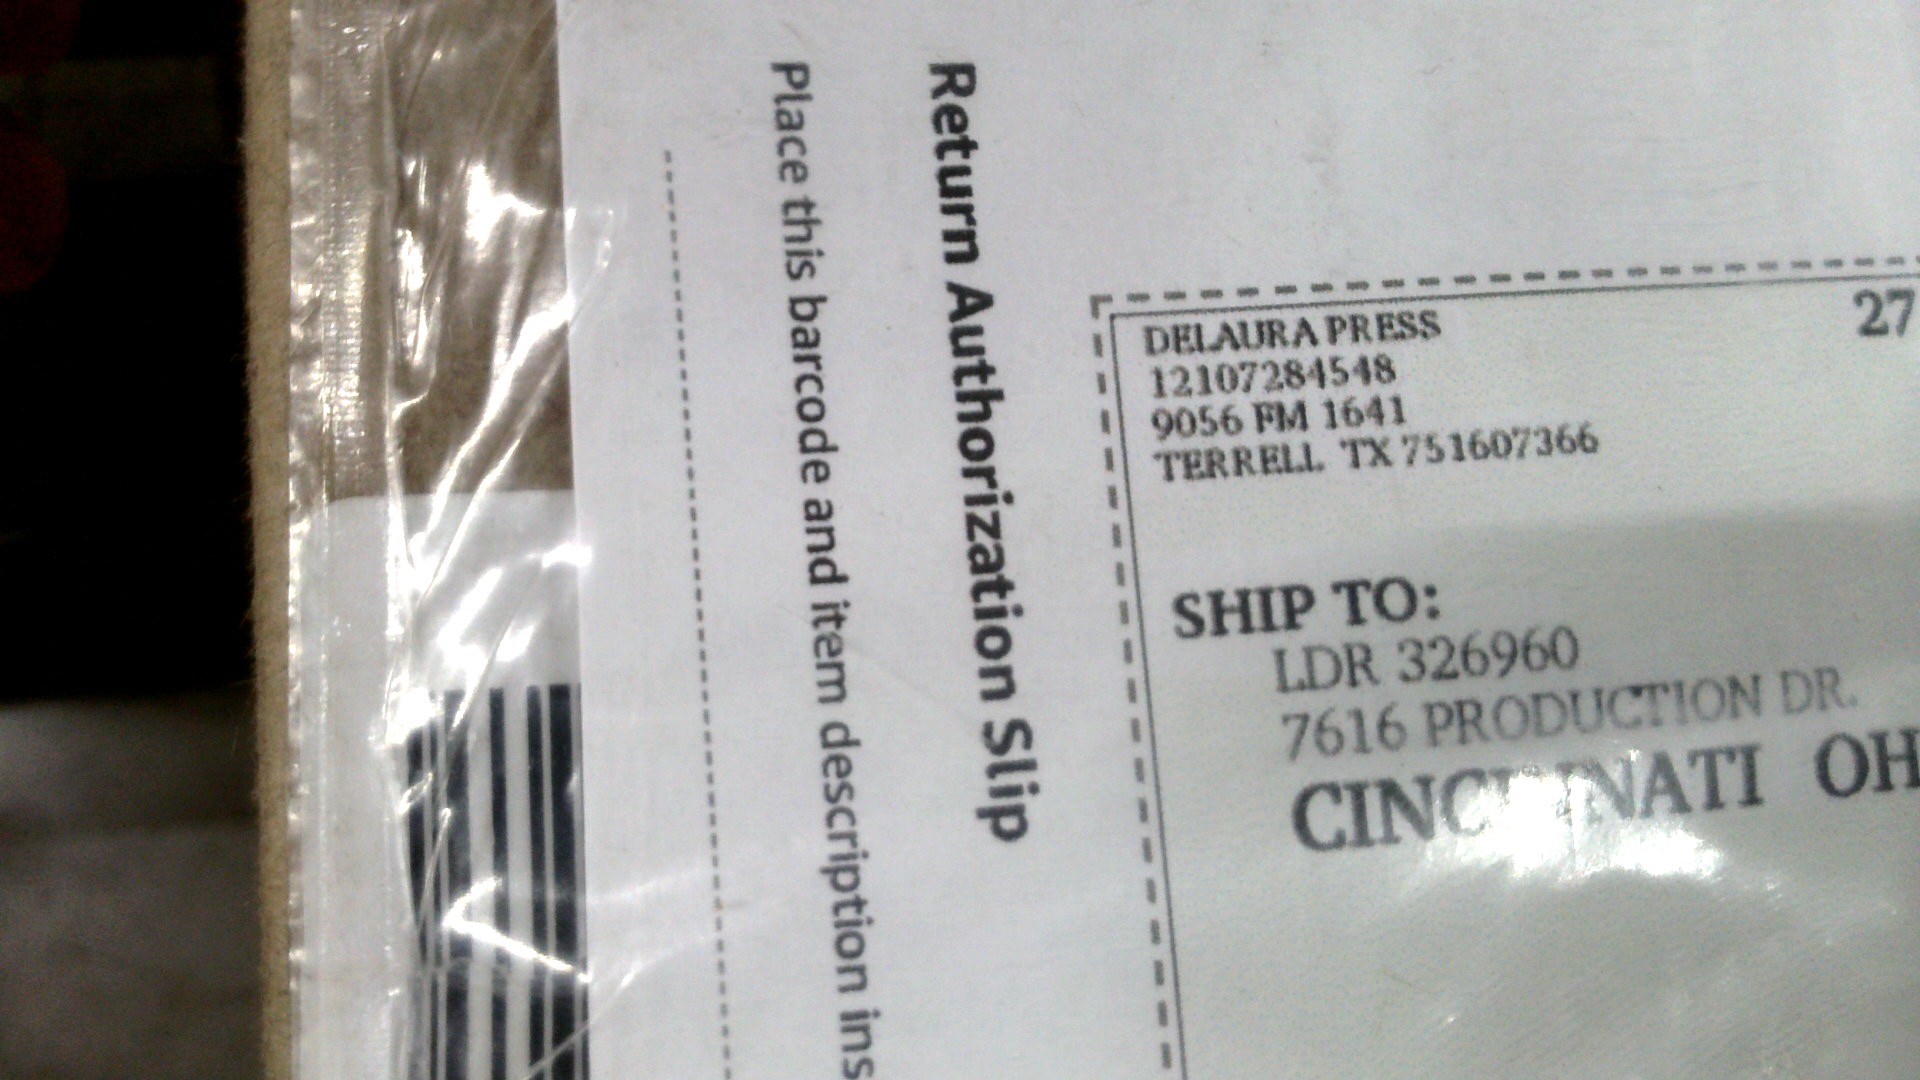 Return Authorization Slip
Place this barcode and item description ins
DELAURA PRESS
12107284548
9056 FM 1641
TERRELL TX 751607366
27
SHIP TO:
LDR 326960
7616 PRODUCTION DR.
CINCINNATI OH